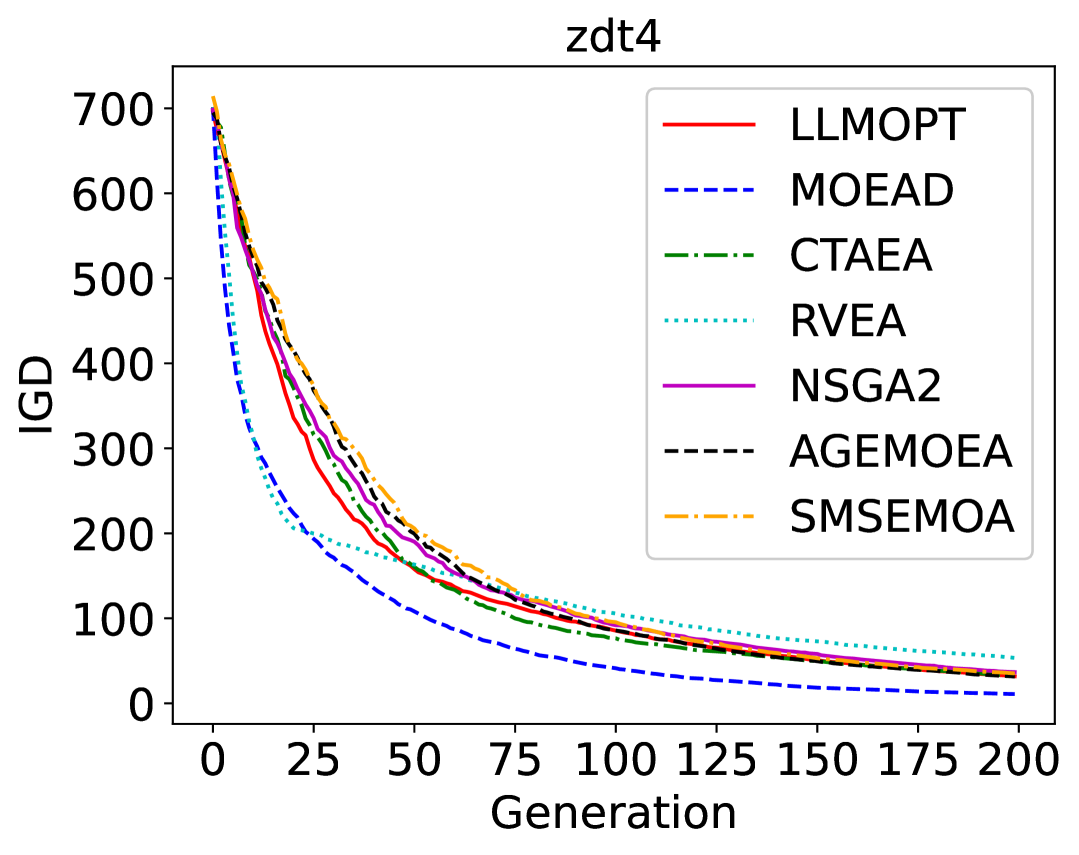 zdt4
700
600
500
400
300
200
100
0
IGD
LLMOPT
MOEAD
CTAEA
RVEA
NSGA2
AGEMOEA
SMSEMOA
0 25 50 75 100 125 150 175 200
Generation